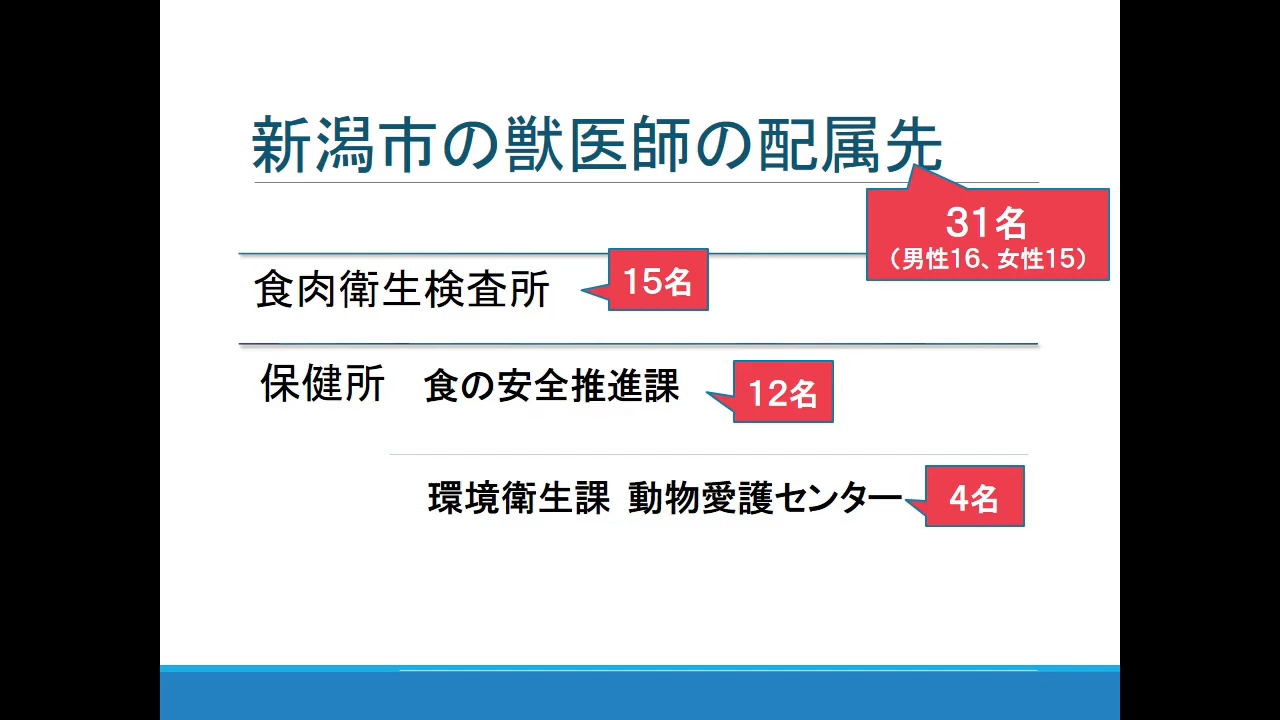 新潟市の獣医師の配属先
31名
（男性16、女性15）
食肉衛生検査所
15名
保健所　食の安全推進課
12名
環境衛生課 動物愛護センター
4名